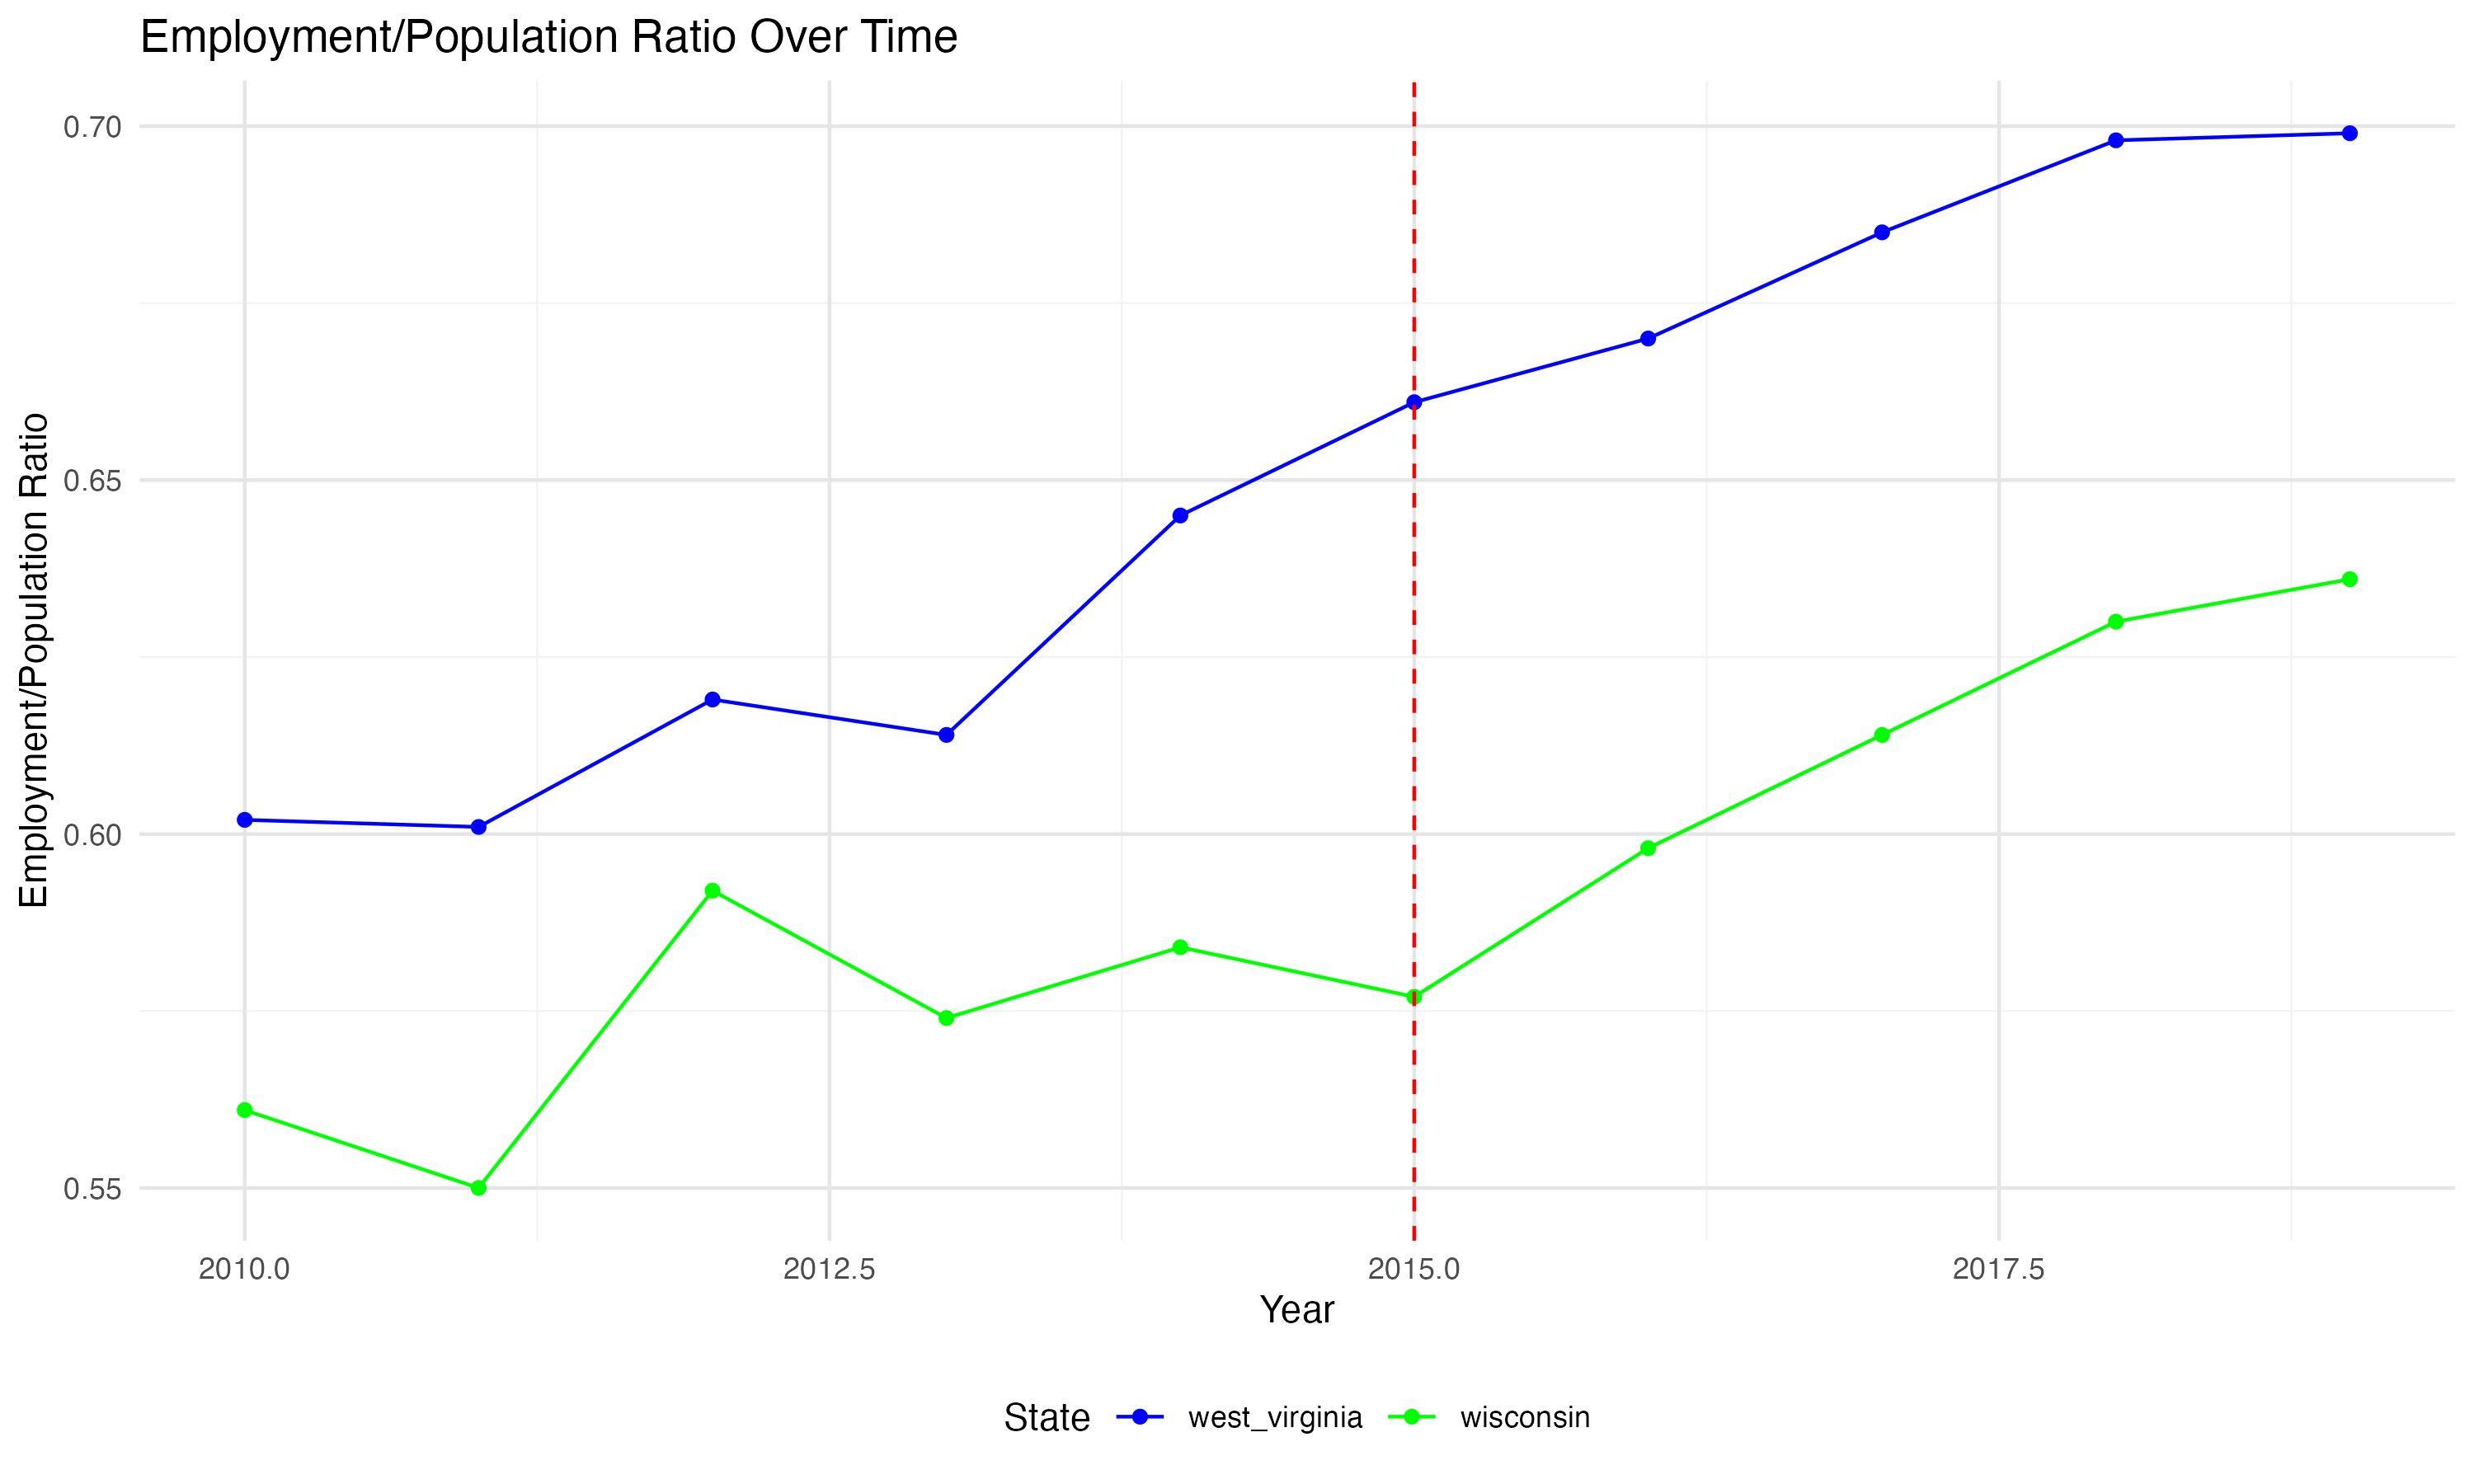 Employment/Population Ratio Over Time
Employment/Population Ratio
0.70
0.65
0.60
0.55
2010.0 2012.5 2015.0 2017.5
Year
State west_virginia wisconsin